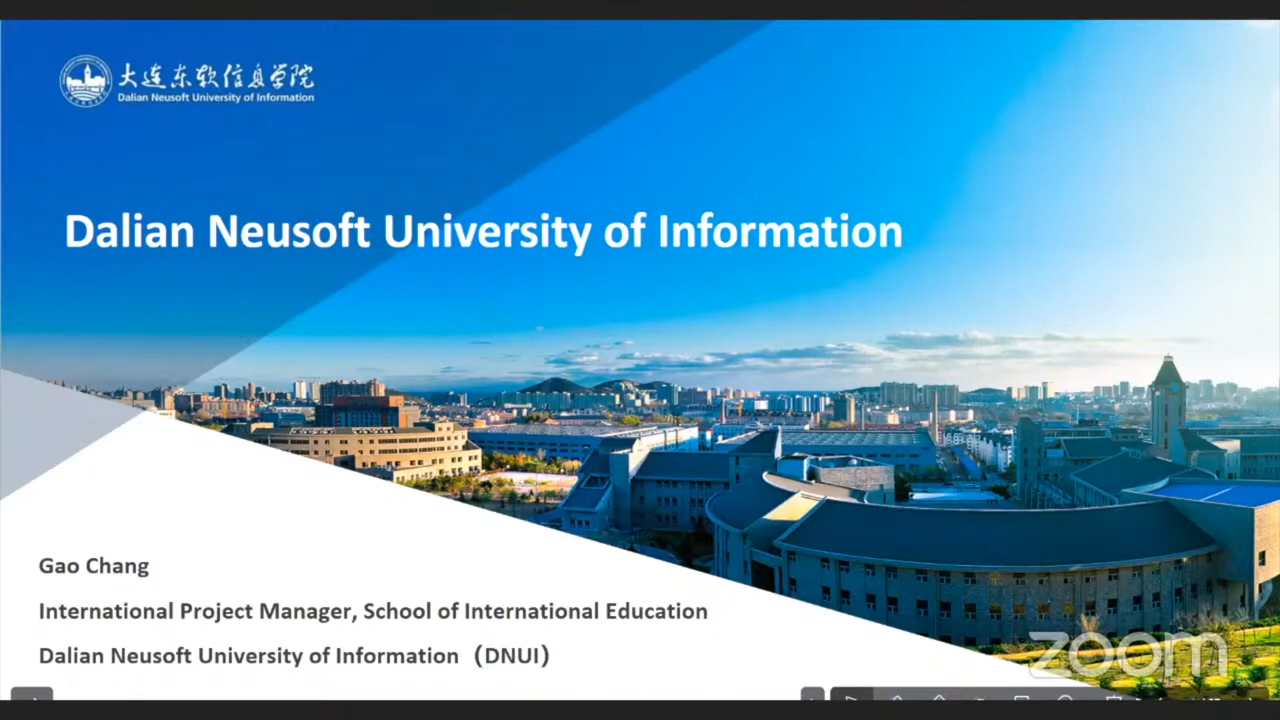 大连东软信息学院
Dalian Neusoft University of Information
Dalian Neusoft University of Information
Gao Chang
International Project Manager, School of International Education
Dalian Neusoft University of Information（DNUI）
zoom